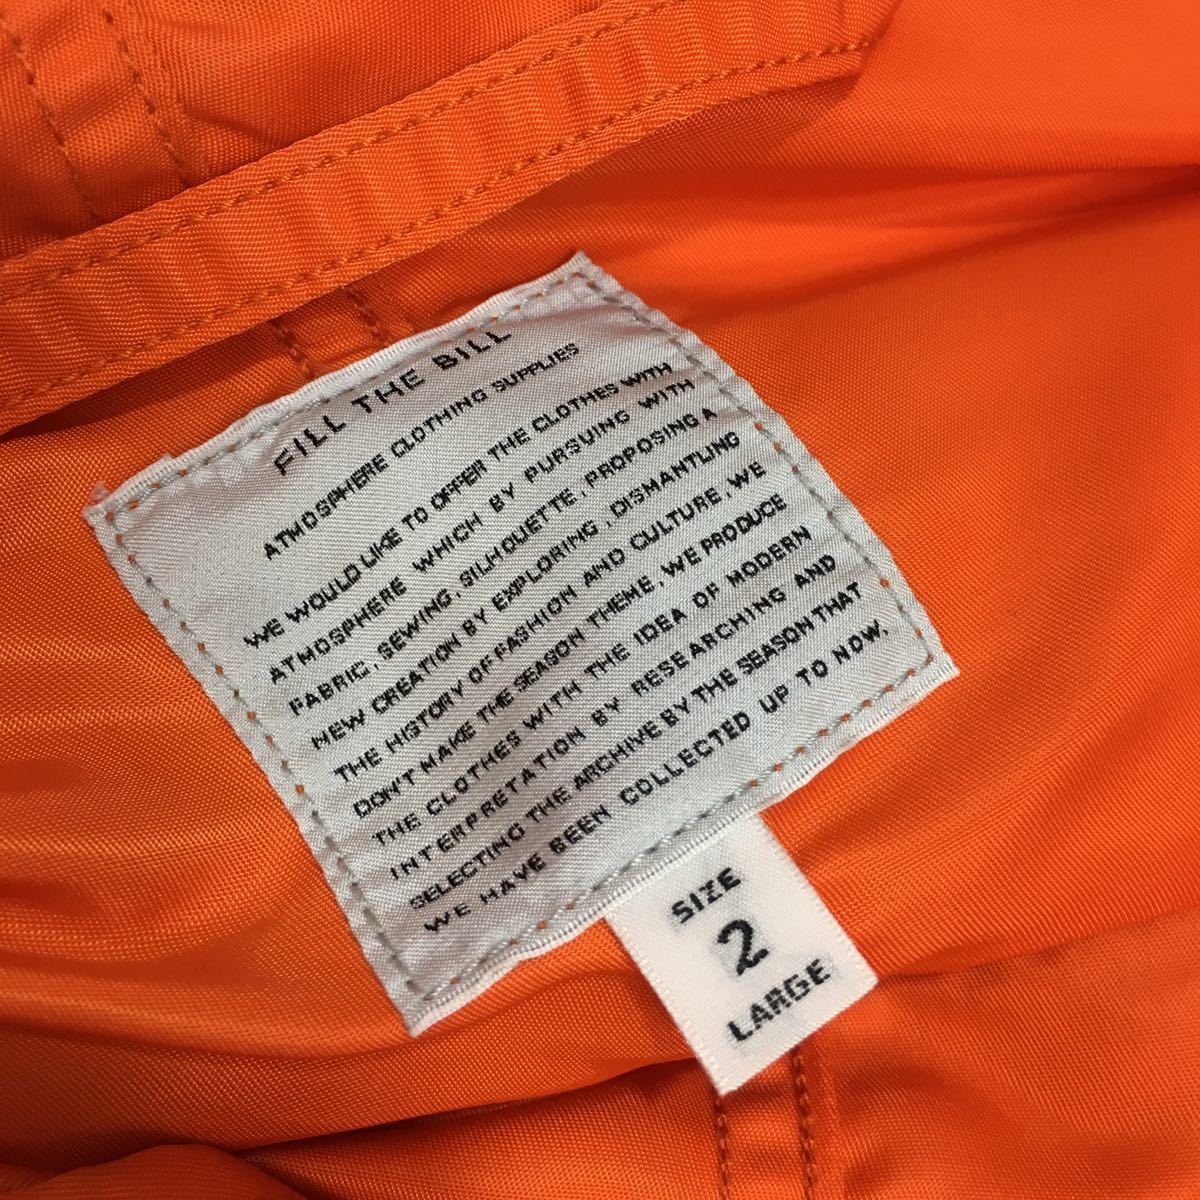 FILL THE BILL
ATMOSPHERE CLOTHING SUPPLIES
WE WOULD LIKE TO OFFER THE CLOTHES WITH
ATMOSPHERE WHICH BY PURSUING WITH
FABRIC, SEWING, SILHOUETTE, PROPOSING A
NEW CREATION BY EXPLORING, DISMANTLING
THE HISTORY OF FASHION AND CULTURE, WE
DON'T MAKE THE SEASON THEME, WE PRODUCE
THE CLOTHES WITH THE IDEA OF MODERN
INTERPRETATION BY RESEARCHING AND
SELECTING THE ARCHIVE BY THE SEASON THAT
WE HAVE BEEN COLLECTED UP TO NOW.
SIZE
2
LARGE